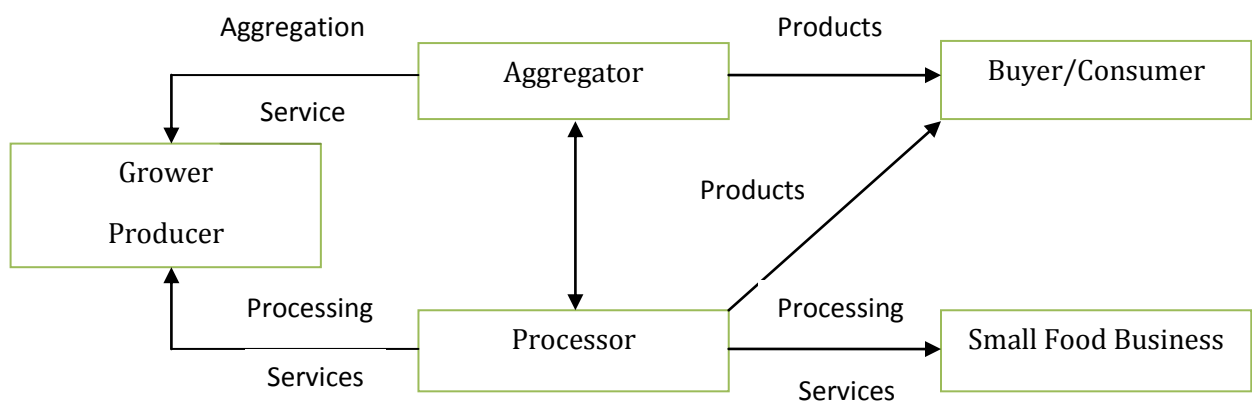 Aggregation
Products
Aggregator
Buyer/Consumer
Service
Grower
Producer
Products
Processing
Processing
Processor
Small Food Business
Services
Services